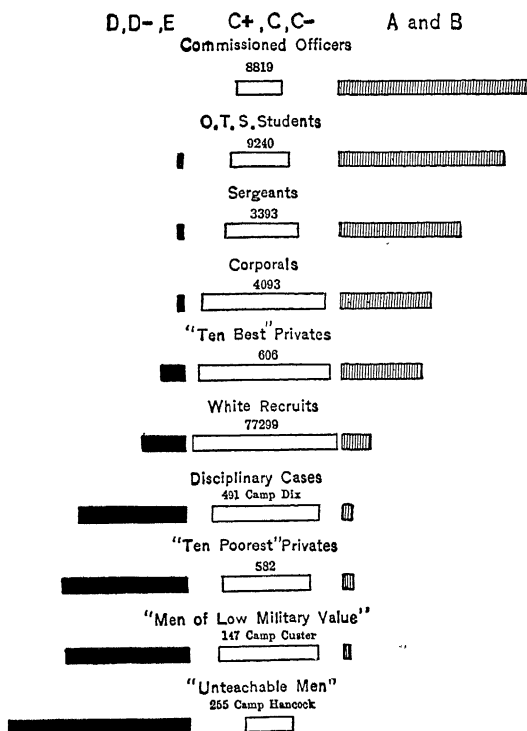 D,D-,E C+,C,C- A and B
Commissioned Officers
8819
O.T.S. Students
9240
Sergeants
3393
Corporals
4093
"Ten Best" Privates
606
White Recruits
77299
Disciplinary Cases
491 Camp Dix
"Ten Poorest" Privates
582
"Men of Low Military Value"
147 Camp Custer
"Unteachable Men"
255 Camp Hancock